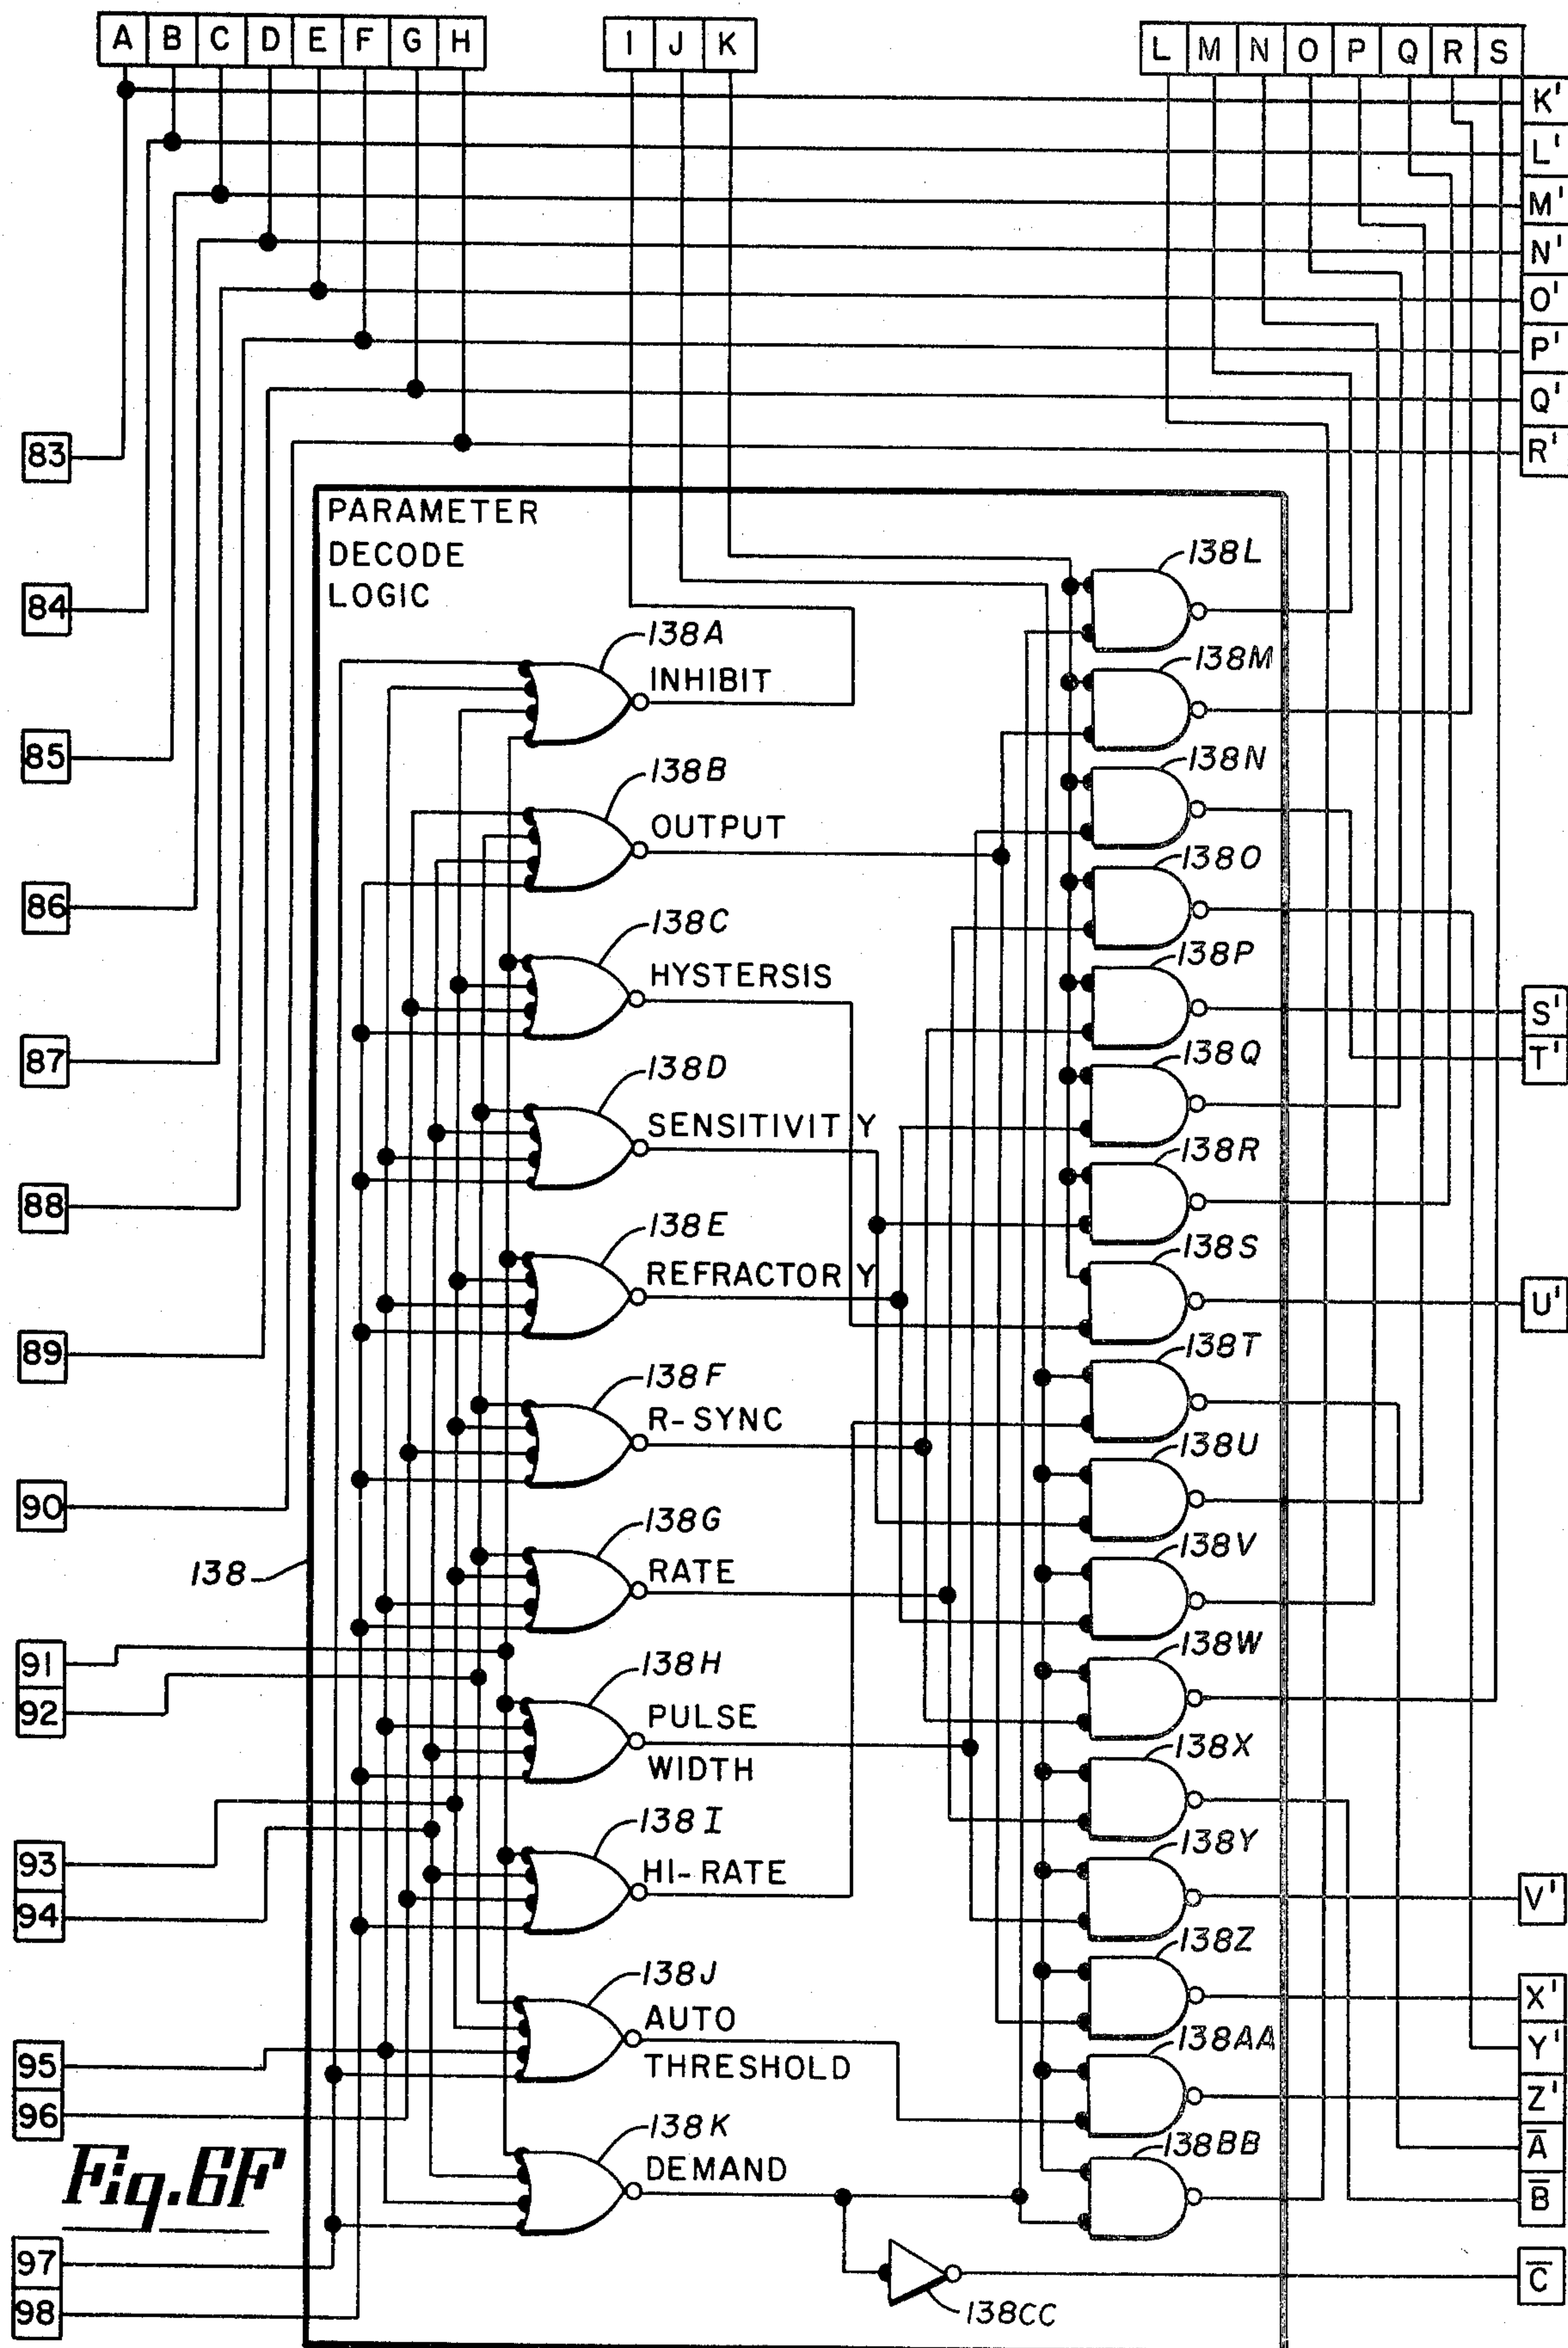 A B C D E F G H
I J K
L M N O P Q R S
K'
L'
M'
N'
O'
P'
Q'
R'
83
84
85
86
87
88
89
90
91
92
93
94
95
96
97
98
PARAMETER
DECODE
LOGIC
138
138A
INHIBIT
138B
OUTPUT
138C
HYSTERSIS
138D
SENSITIVITY
138E
REFRACTORY
138F
R-SYNC
138G
RATE
138H
PULSE
WIDTH
138I
HI-RATE
138J
AUTO
THRESHOLD
138K
DEMAND
138L
138M
138N
138O
138P
138Q
138R
138S
138T
138U
138V
138W
138X
138Y
138Z
138AA
138BB
138CC
S'
T'
U'
V'
X'
Y'
Z'
A̅
B̅
C̅
Fig.6F